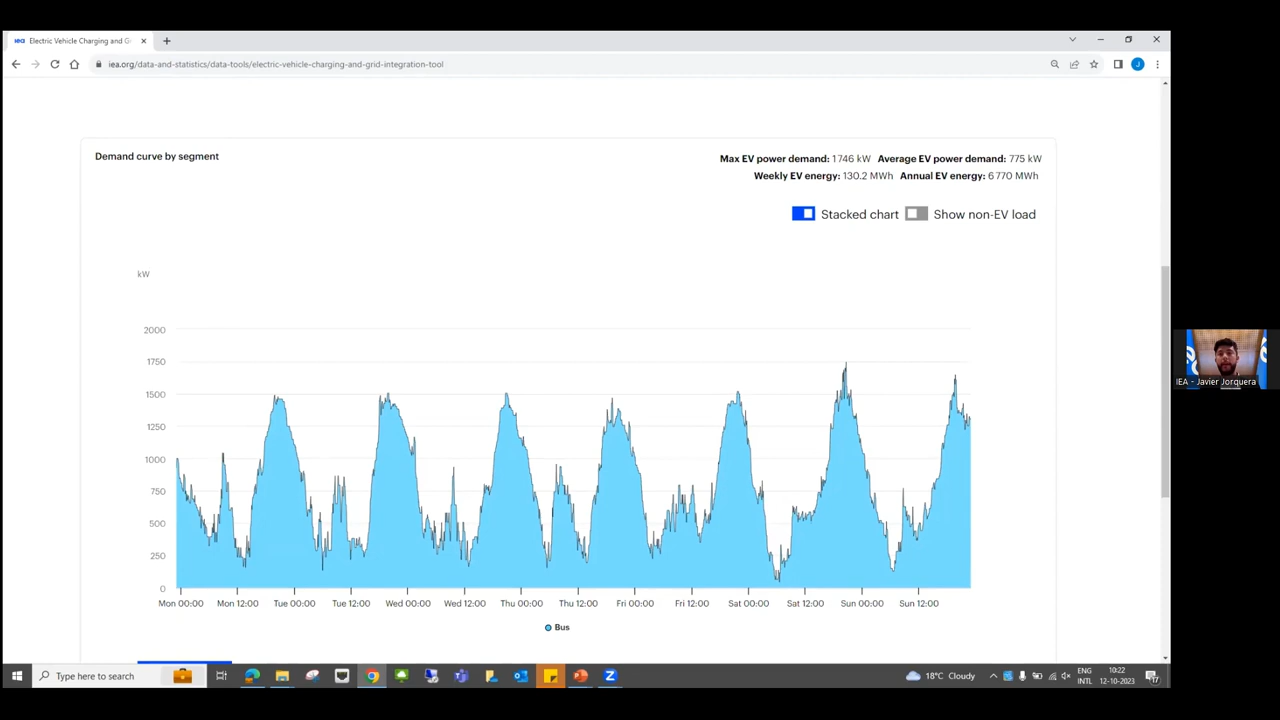 iea Electric Vehicle Charging and G
iea.org/data-and-statistics/data-tools/electric-vehicle-charging-and-grid-integration-tool
J
Demand curve by segment
Max EV power demand: 1 746 kW Average EV power demand: 775 kW
Weekly EV energy: 130.2 MWh Annual EV energy: 6 770 MWh
Stacked chart Show non-EV load
kW
2000
1750
1500
1250
1000
750
500
250
0
Mon 00:00 Mon 12:00 Tue 00:00 Tue 12:00 Wed 00:00 Wed 12:00 Thu 00:00 Thu 12:00 Fri 00:00 Fri 12:00 Sat 00:00 Sat 12:00 Sun 00:00 Sun 12:00
Bus
IEA - Javier Jorquera
Type here to search
18°C Cloudy
ENG
INTL
10:22
12-10-2023
17